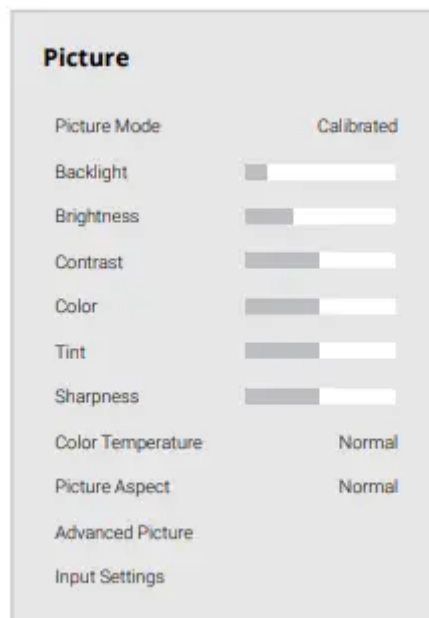 Picture
Picture Mode Calibrated
Backlight
Brightness
Contrast
Color
Tint
Sharpness
Color Temperature Normal
Picture Aspect Normal
Advanced Picture
Input Settings